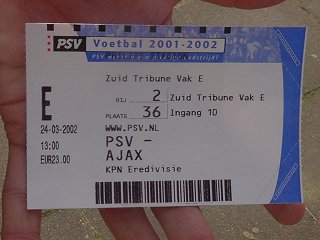 PSV Voetbal 2001-2002
Zuid Tribune Vak E
E
RIJ 2 Zuid Tribune Vak E
PLAATS 36 Ingang 10
24-03-2002 WWW.PSV.NL
13:00 PSV -
EUR23.00 AJAX
KPN Eredivisie